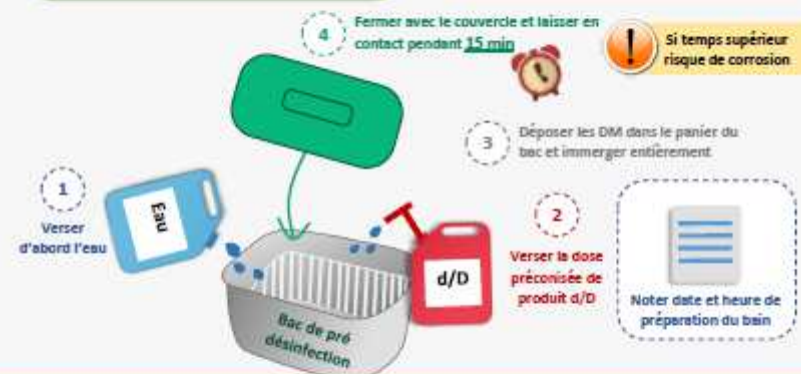 4
Fermer avec le couvercle et laisser en
contact pendant 15 min
!
Si temps supérieur
risque de corrosion
3
Déposer les DM dans le panier du
bac et immerger entièrement
1
Verser
d'abord l'eau
Eau
2
Verser la dose
préconisée de
produit d/D
d/D
Noter date et heure de
préparation du bain
Bac de pré
désinfection